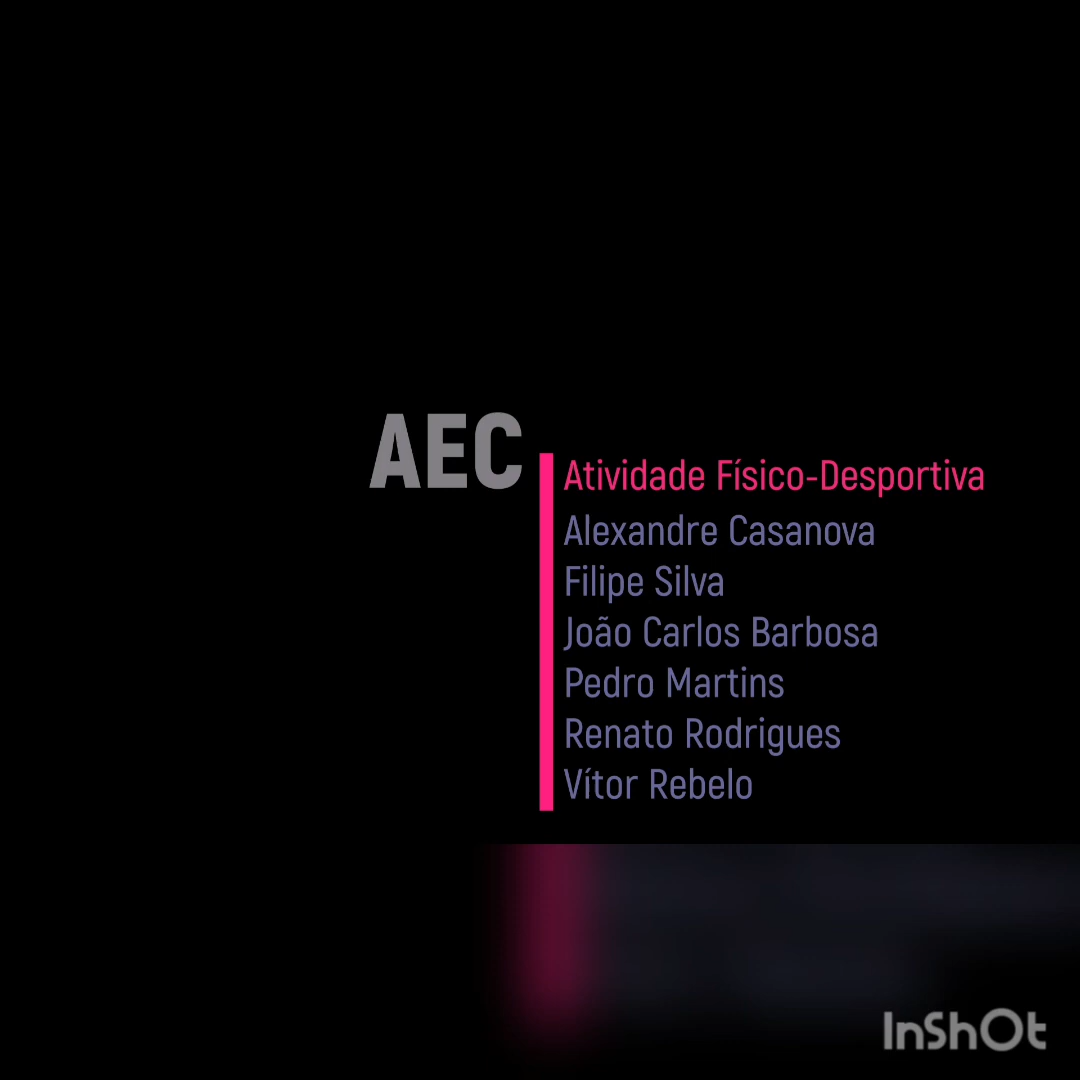 AEC
Atividade Físico-Desportiva
Alexandre Casanova
Filipe Silva
João Carlos Barbosa
Pedro Martins
Renato Rodrigues
Vítor Rebelo
InShOt